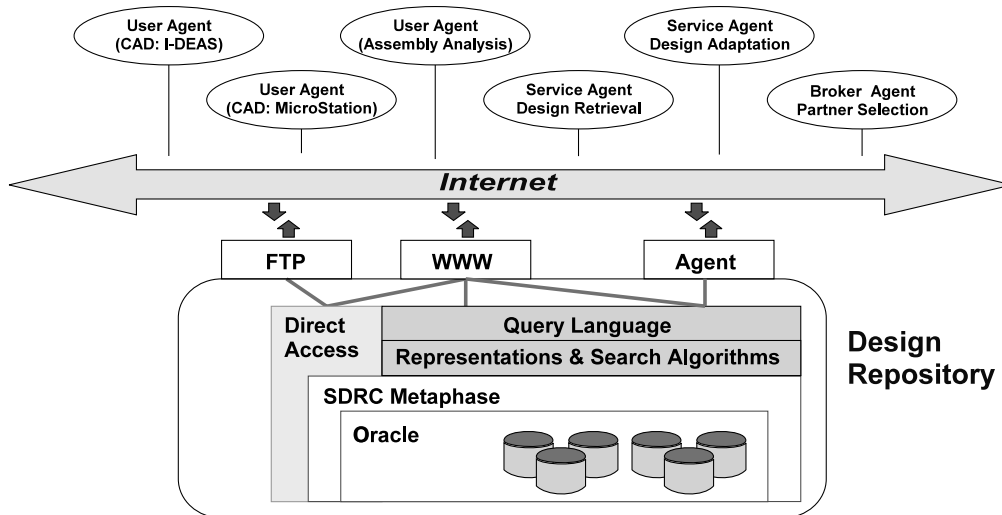 User Agent
(CAD: I-DEAS)
User Agent
(Assembly Analysis)
Service Agent
Design Adaptation
User Agent
(CAD: MicroStation)
Service Agent
Design Retrieval
Broker Agent
Partner Selection
Internet
FTP
WWW
Agent
Direct
Access
Query Language
Representations & Search Algorithms
Design
Repository
SDRC Metaphase
Oracle